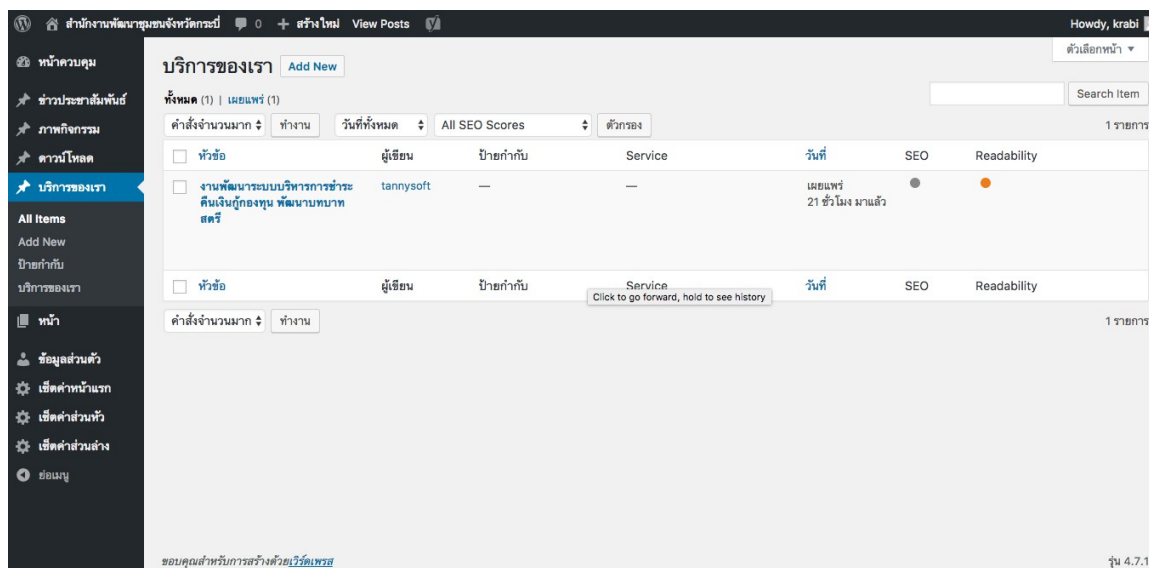 สำนักงานพัฒนาชุมชนจังหวัดกระบี่ 0 + สร้างใหม่ View Posts Howdy, krabi
ตัวเลือกหน้า
หน้าควบคุม
ข่าวประชาสัมพันธ์
ภาพกิจกรรม
ดาวน์โหลด
บริการของเรา
All Items
Add New
ป้ายกำกับ
บริการของเรา
หน้า
ข้อมูลส่วนตัว
เซ็ตค่าหน้าแรก
เซ็ตค่าส่วนหัว
เซ็ตค่าส่วนล่าง
ย่อเมนู
บริการของเรา Add New
ทั้งหมด (1) | เผยแพร่ (1)
Search Item
คำสั่งจำนวนมาก ทำงาน วันที่ทั้งหมด All SEO Scores ตัวกรอง 1 รายการ
หัวข้อ ผู้เขียน ป้ายกำกับ Service วันที่ SEO Readability
งานพัฒนาระบบบริหารการชำระ tannysoft — — เผยแพร่
คืนเงินกู้กองทุน พัฒนาบทบาท 21 ชั่วโมง มาแล้ว
สตรี
หัวข้อ ผู้เขียน ป้ายกำกับ Service วันที่ SEO Readability
Click to go forward, hold to see history
คำสั่งจำนวนมาก ทำงาน 1 รายการ
ขอบคุณสำหรับการสร้างด้วยเวิร์ดเพรส รุ่น 4.7.1